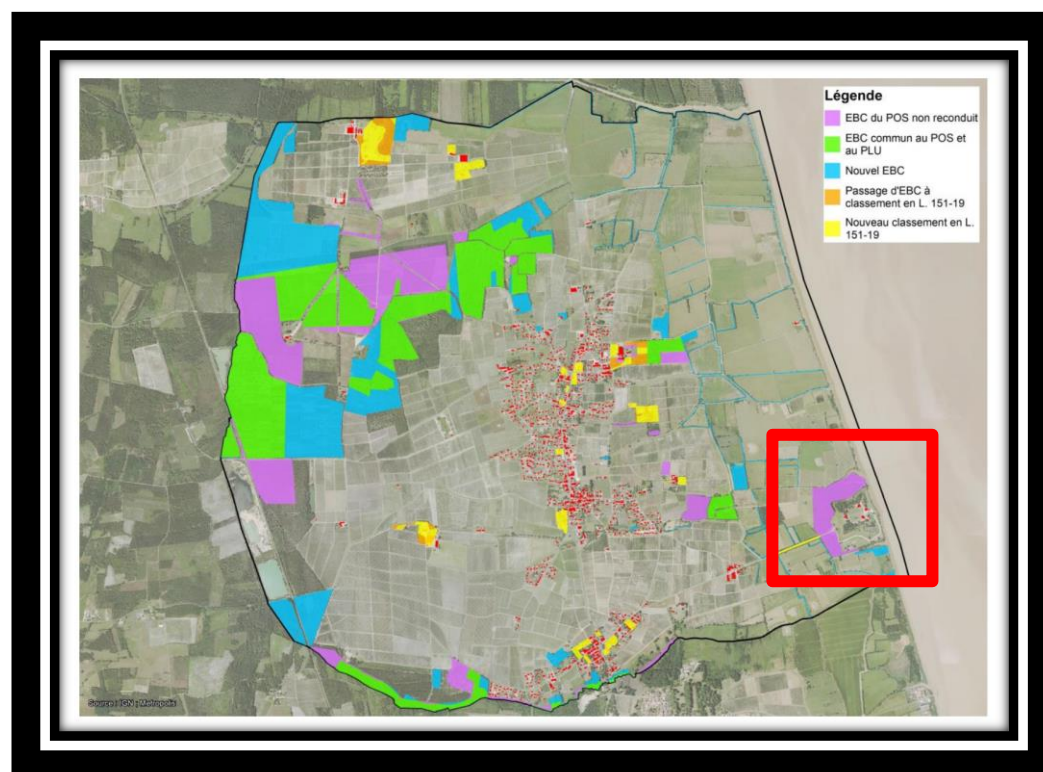 Légende
EBC du POS non reconduit
EBC commun au POS et
au PLU
Nouvel EBC
Passage d'EBC à
classement en L. 151-19
Nouveau classement en L.
151-19
Sources IGN ; Metropolis